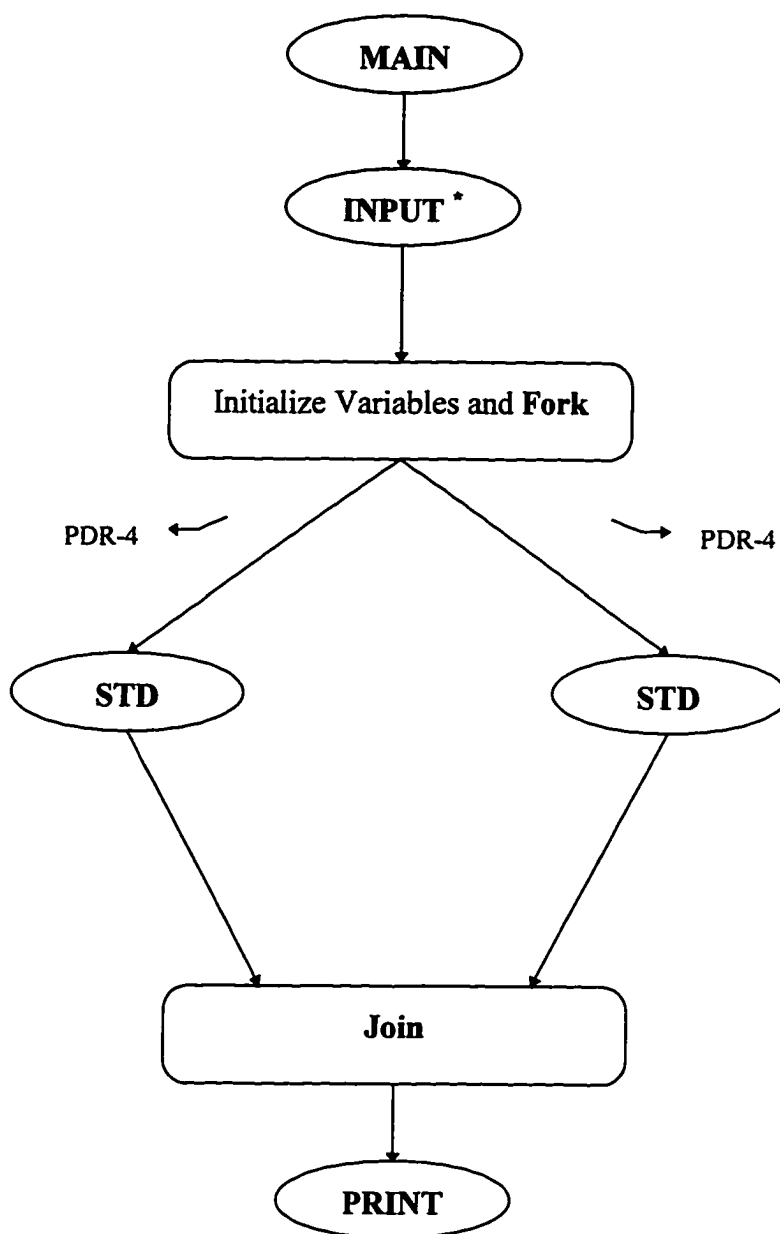 MAIN
INPUT *
Initialize Variables and Fork
PDR-4
PDR-4
STD
STD
Join
PRINT